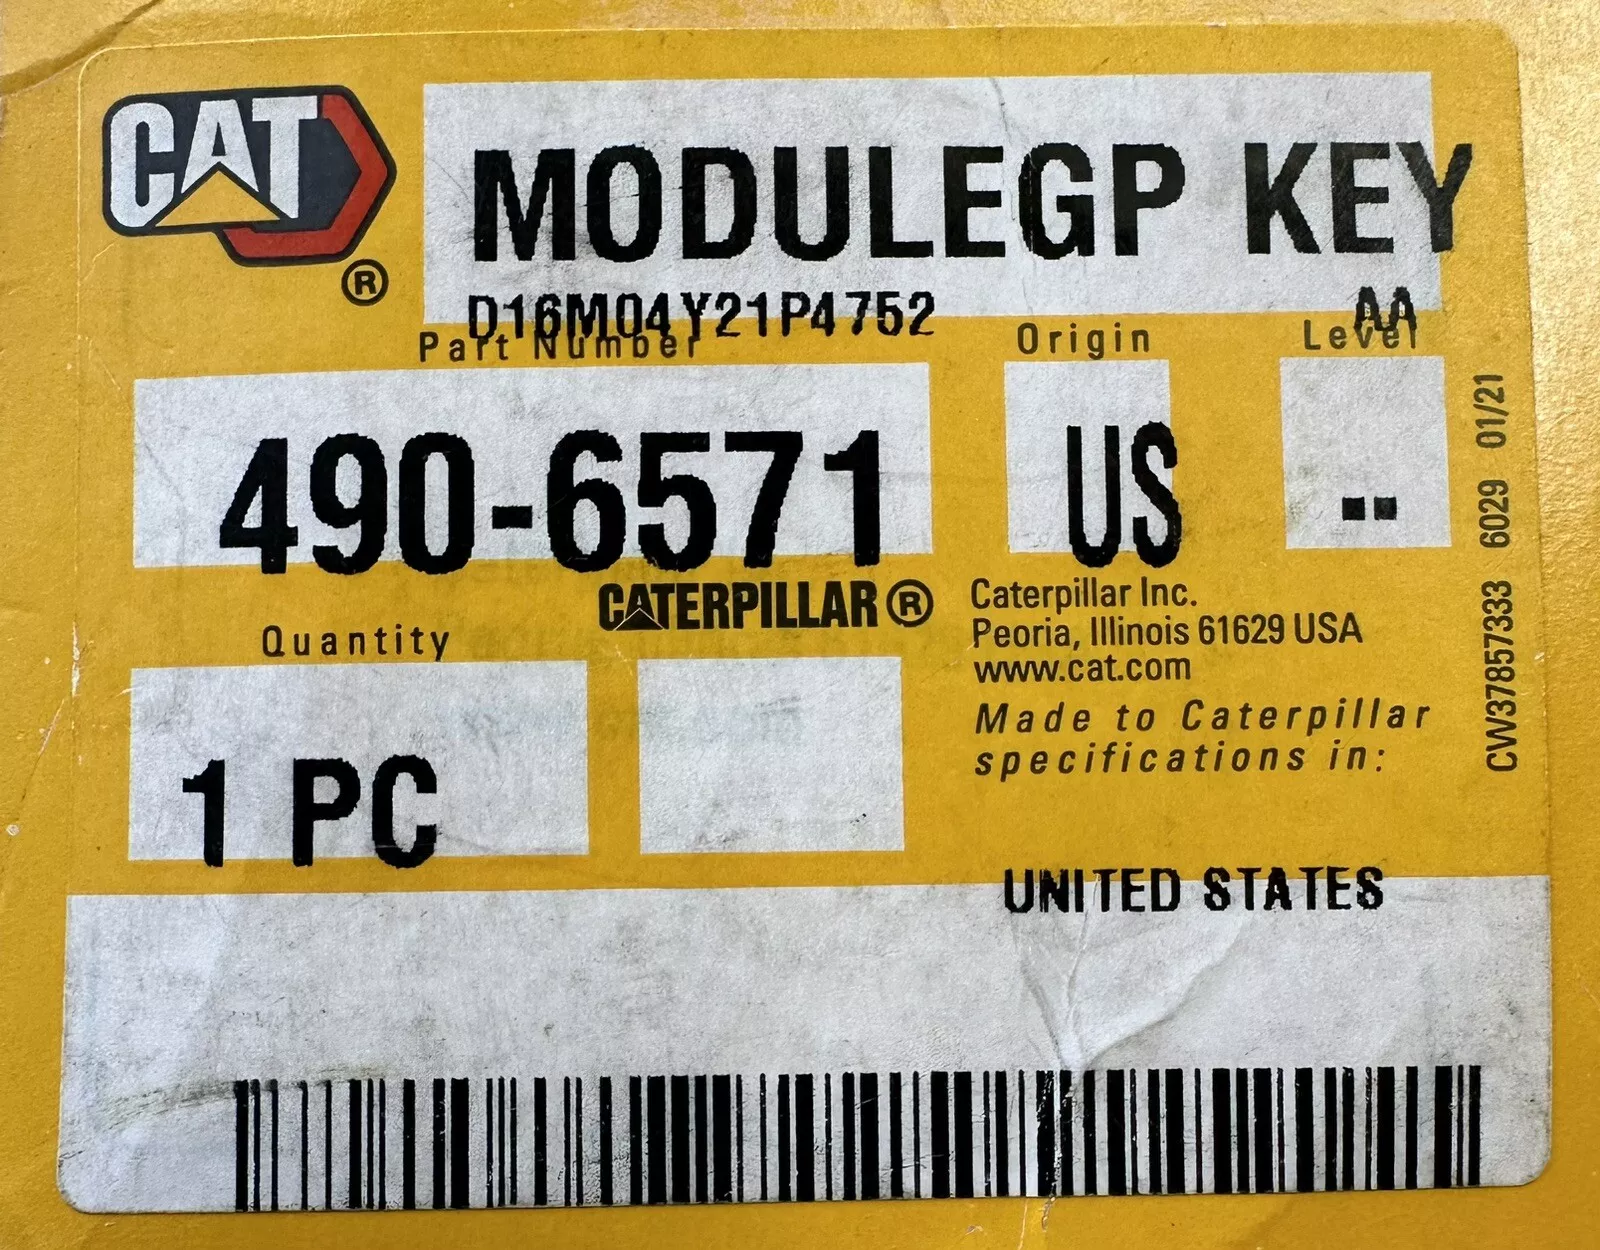 CAT
®
MODULEGP KEY
D16M04Y21P4752
AA
Part Number
Origin
Level
490-6571
US
--
CATERPILLAR®
Caterpillar Inc.
Peoria, Illinois 61629 USA
www.cat.com
Quantity
1 PC
Made to Caterpillar
specifications in:
UNITED STATES
CW37857333 6029 01/21